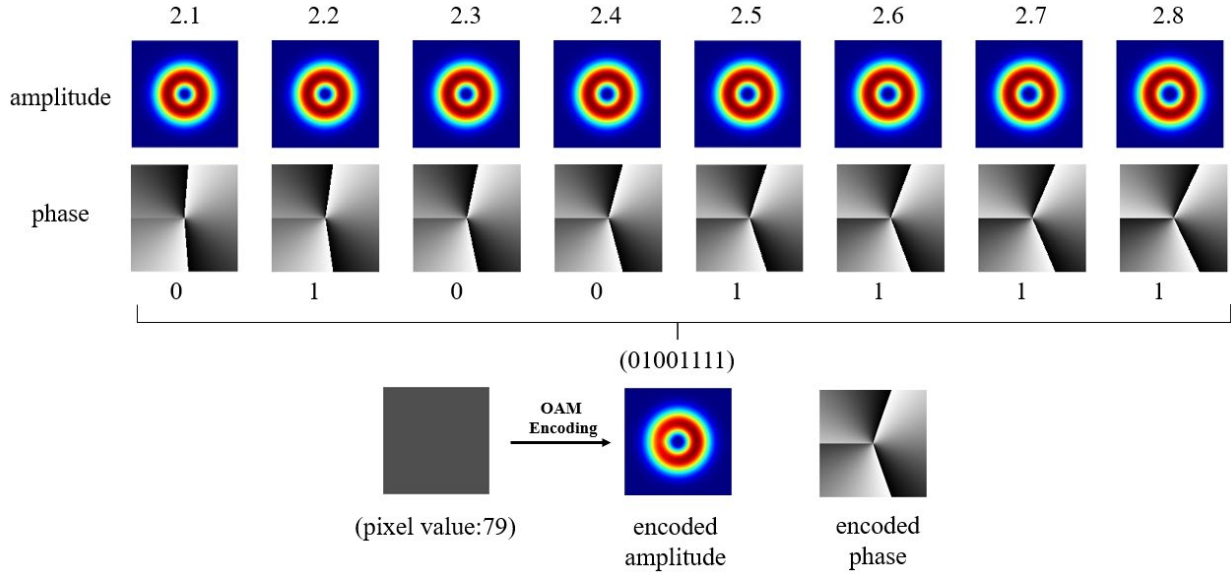 2.1 2.2 2.3 2.4 2.5 2.6 2.7 2.8
amplitude
phase
0 1 0 0 1 1 1 1
(01001111)
OAM
Encoding
(pixel value:79) encoded encoded
amplitude phase